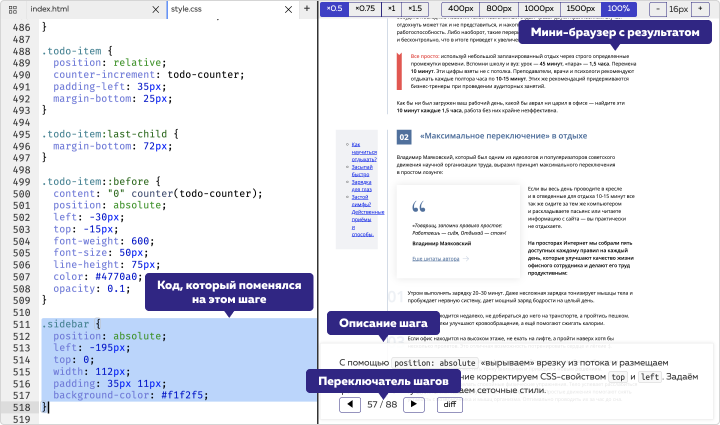 index.html
style.css
×0.5 ×0.75 ×1 ×1.5 400px 800px 1000px 1500px 100% - 16px +
486 }
487
488 .todo-item {
489 position: relative;
490 counter-increment: todo-counter;
491 padding-left: 35px;
492 margin-bottom: 25px;
493 }
494
495 .todo-item:last-child {
496 margin-bottom: 72px;
497 }
498
499 .todo-item::before {
500 content: "0" counter(todo-counter);
501 position: absolute;
502 left: -30px;
503 top: -15px;
504 font-weight: 600;
505 font-size: 50px;
506 line-height: 75px;
507 color: #4770a0;
508 opacity: 0.1;
509 }
510
511 .sidebar {
512 position: absolute;
513 left: -195px;
514 top: 0;
515 width: 112px;
516 padding: 35px 11px;
517 background-color: #f1f2f5;
518 }
519
Код, который поменялся
на этом шаге
Мини-браузер с результатом
Все просто: используй небольшой запланированный отдых через строго определенные
промежутки времени. Вспомни школу и вуз: урок — 45 минут, «пара» — 1,5 часа. Перемена
10 минут. Эти цифры взяты не с потолка. Преподаватели, врачи и психологи рекомендуют
отдыхать каждые полтора часа по 10-15 минут. Этих же рекомендаций придерживаются
бизнес-тренеры при проведении аудиторных занятий.
Как бы ни был загружен ваш рабочий день, какой бы аврал ни царил в офисе — найдите эти
10 минут каждые 1,5 часа, работа без них крайне неэффективна.
02 «Максимальное переключение» в отдыхе
Как
научиться
отдыхать?
Засыпай
быстро
Зарядка
для глаз
Застой
лимфы?
Действенные
приёмы
и
способы.
Владимир Маяковский, который был одним из идеологов и популяризаторов советского
движения научной организации труда, выразил принцип максимального переключения
в простом лозунге:
“
«Товарищ, запомни правило простое:
Работаешь — сидя, Отдыхай — стоя!
Владимир Маяковский
Еще цитаты автора
Если вы весь день проводите в кресле
и в отведенные для отдыха 10-15 минут все
так же сидите за тем же компьютером
и раскладываете пасьянс или читаете
информацию с сайта — вы практически
не отдыхаете.
На просторах Интернет мы собрали пять
доступных каждому правил на каждый
день, которые улучшают качество жизни
офисного сотрудника и делают его труд
продуктивным:
01 Утром выполнять зарядку 20–30 минут. Даже несложная зарядка тонизирует мышцы тела и
пробуждает нервную систему, дает мощный заряд бодрости на целый день.
Описание шага
С помощью position: absolute «вырываем» врезку из потока и размещаем
корректируем CSS-свойством top и left. Задаём
сеточные стили.
Переключатель шагов
◀ 57 / 88 ▶ diff